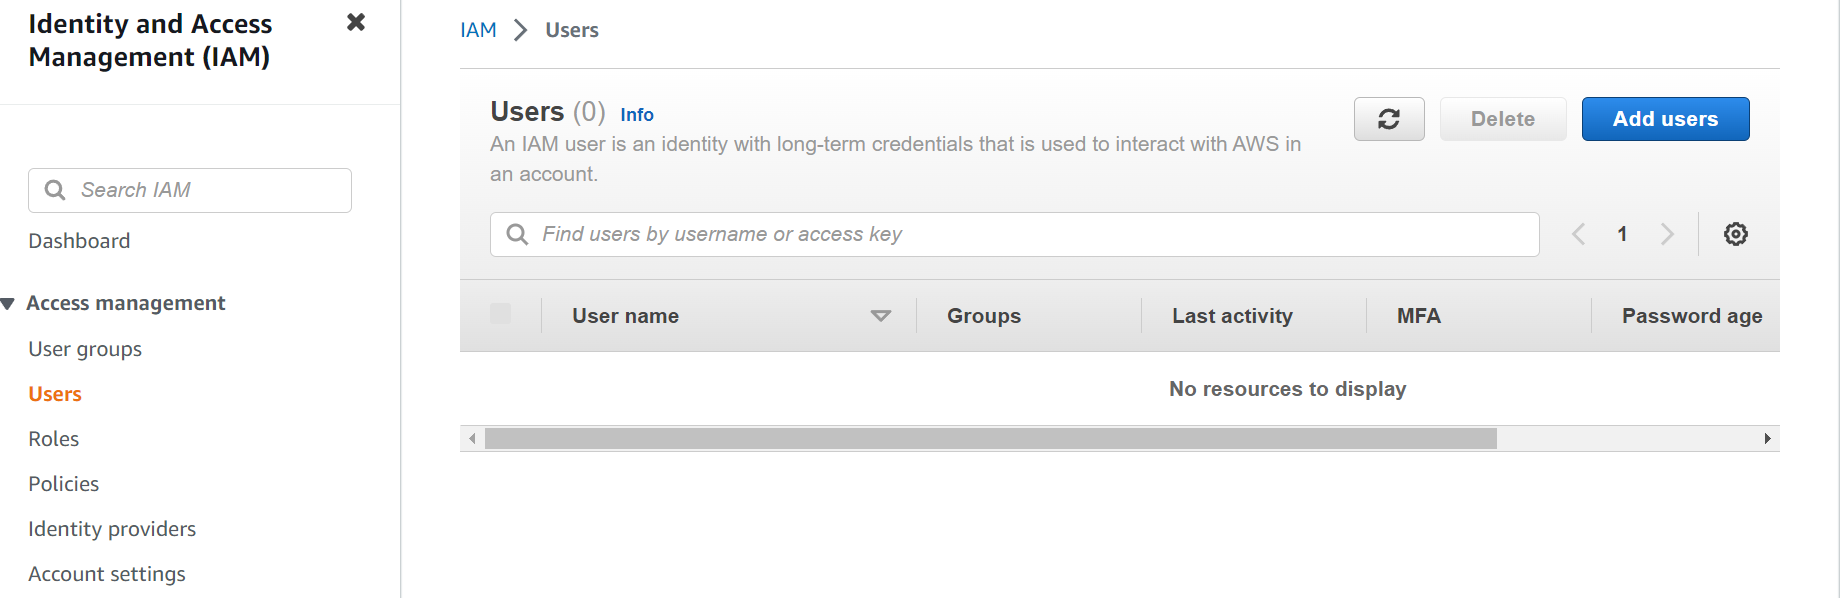 Identity and Access
Management (IAM)
Search IAM
Dashboard
Access management
User groups
Users
Roles
Policies
Identity providers
Account settings
IAM
Users
Users (0) Info
An IAM user is an identity with long-term credentials that is used to interact with AWS in
an account.
Delete
Add users
Find users by username or access key
1
User name
Groups
Last activity
MFA
Password age
No resources to display